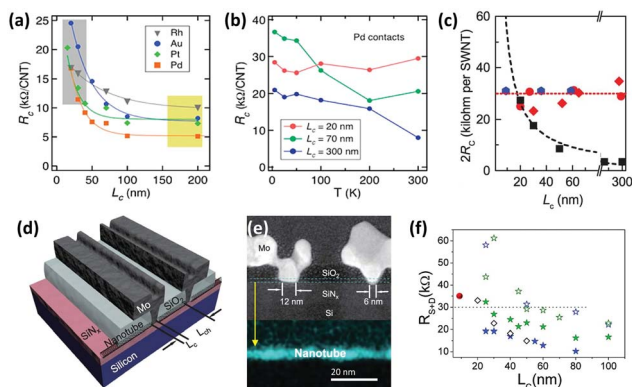 (a)
R_c (kΩ/CNT)
25
20
15
10
5
0
Rh
Au
Pt
Pd
0
50
100
150
200
L_c (nm)
(b)
R_c (kΩ/CNT)
40
30
20
10
0
Pd contacts
L_c = 20 nm
L_c = 70 nm
L_c = 300 nm
0
50
100
150
200
250
300
T (K)
(c)
2R_c (kilohm per SWNT)
60
40
20
0
0
20
40
60
300
L_c (nm)
(d)
Mo
SiO₂
SiNₓ
Nanotube
Silicon
L_ch
L_c
(e)
Mo
SiO₂
12 nm
SiNₓ
6 nm
Si
Nanotube
20 nm
(f)
R_S+D (kΩ)
60
50
40
30
20
10
0
0
20
40
60
80
100
L_C(nm)